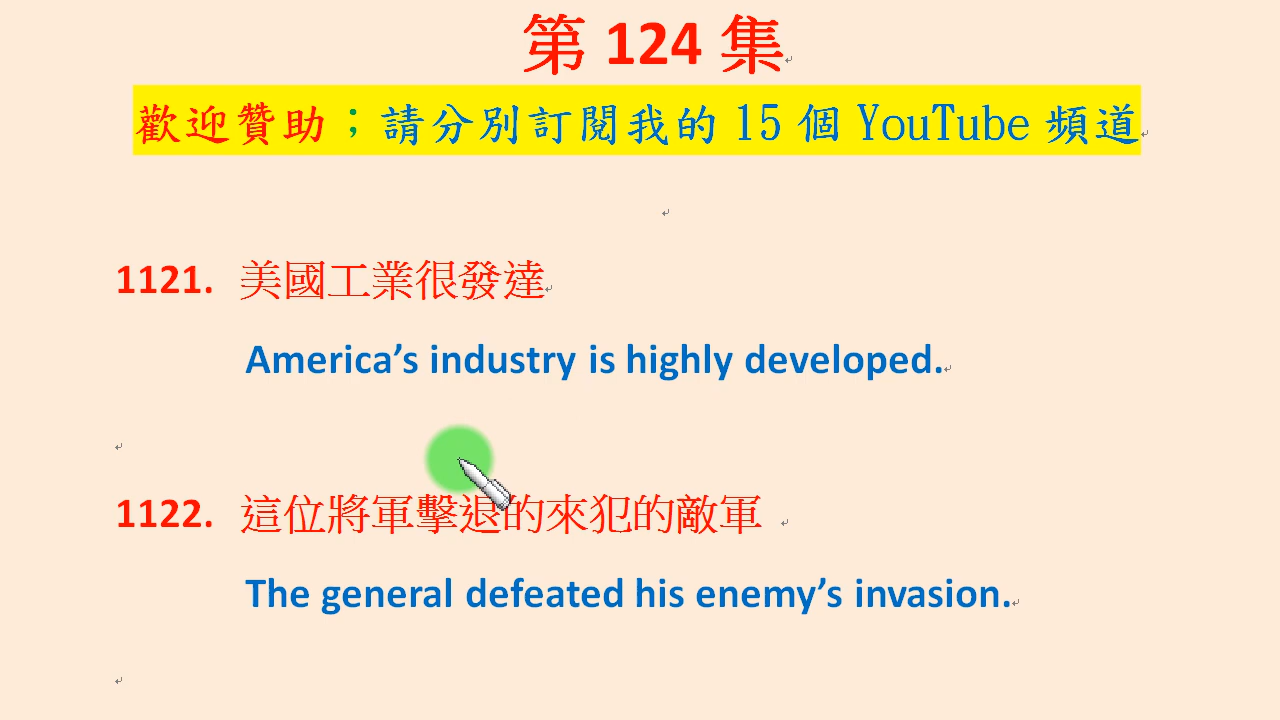 第 124 集
歡迎贊助；請分別訂閱我的 15 個 YouTube 頻道
1121. 美國工業很發達
America’s industry is highly developed.
1122. 這位將軍擊退的來犯的敵軍
The general defeated his enemy’s invasion.